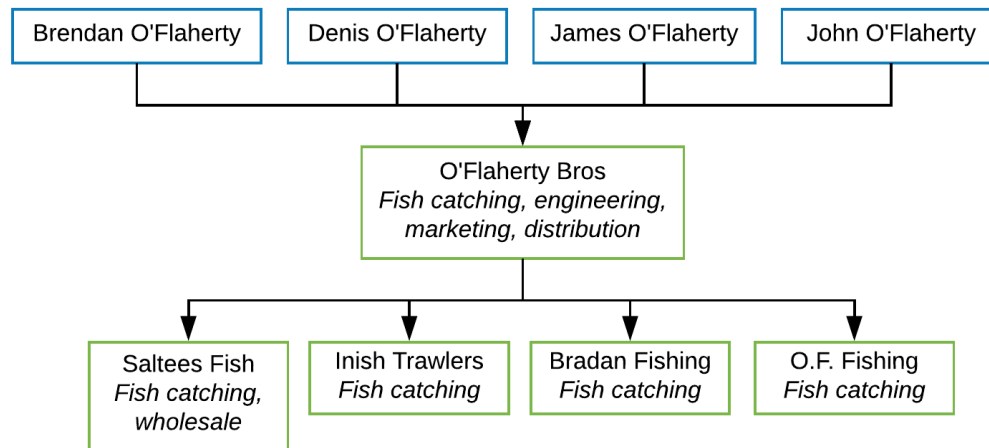 Brendan O'Flaherty
Denis O'Flaherty
James O'Flaherty
John O'Flaherty
O'Flaherty Bros
Fish catching, engineering,
marketing, distribution
Saltees Fish
Fish catching,
wholesale
Inish Trawlers
Fish catching
Bradan Fishing
Fish catching
O.F. Fishing
Fish catching